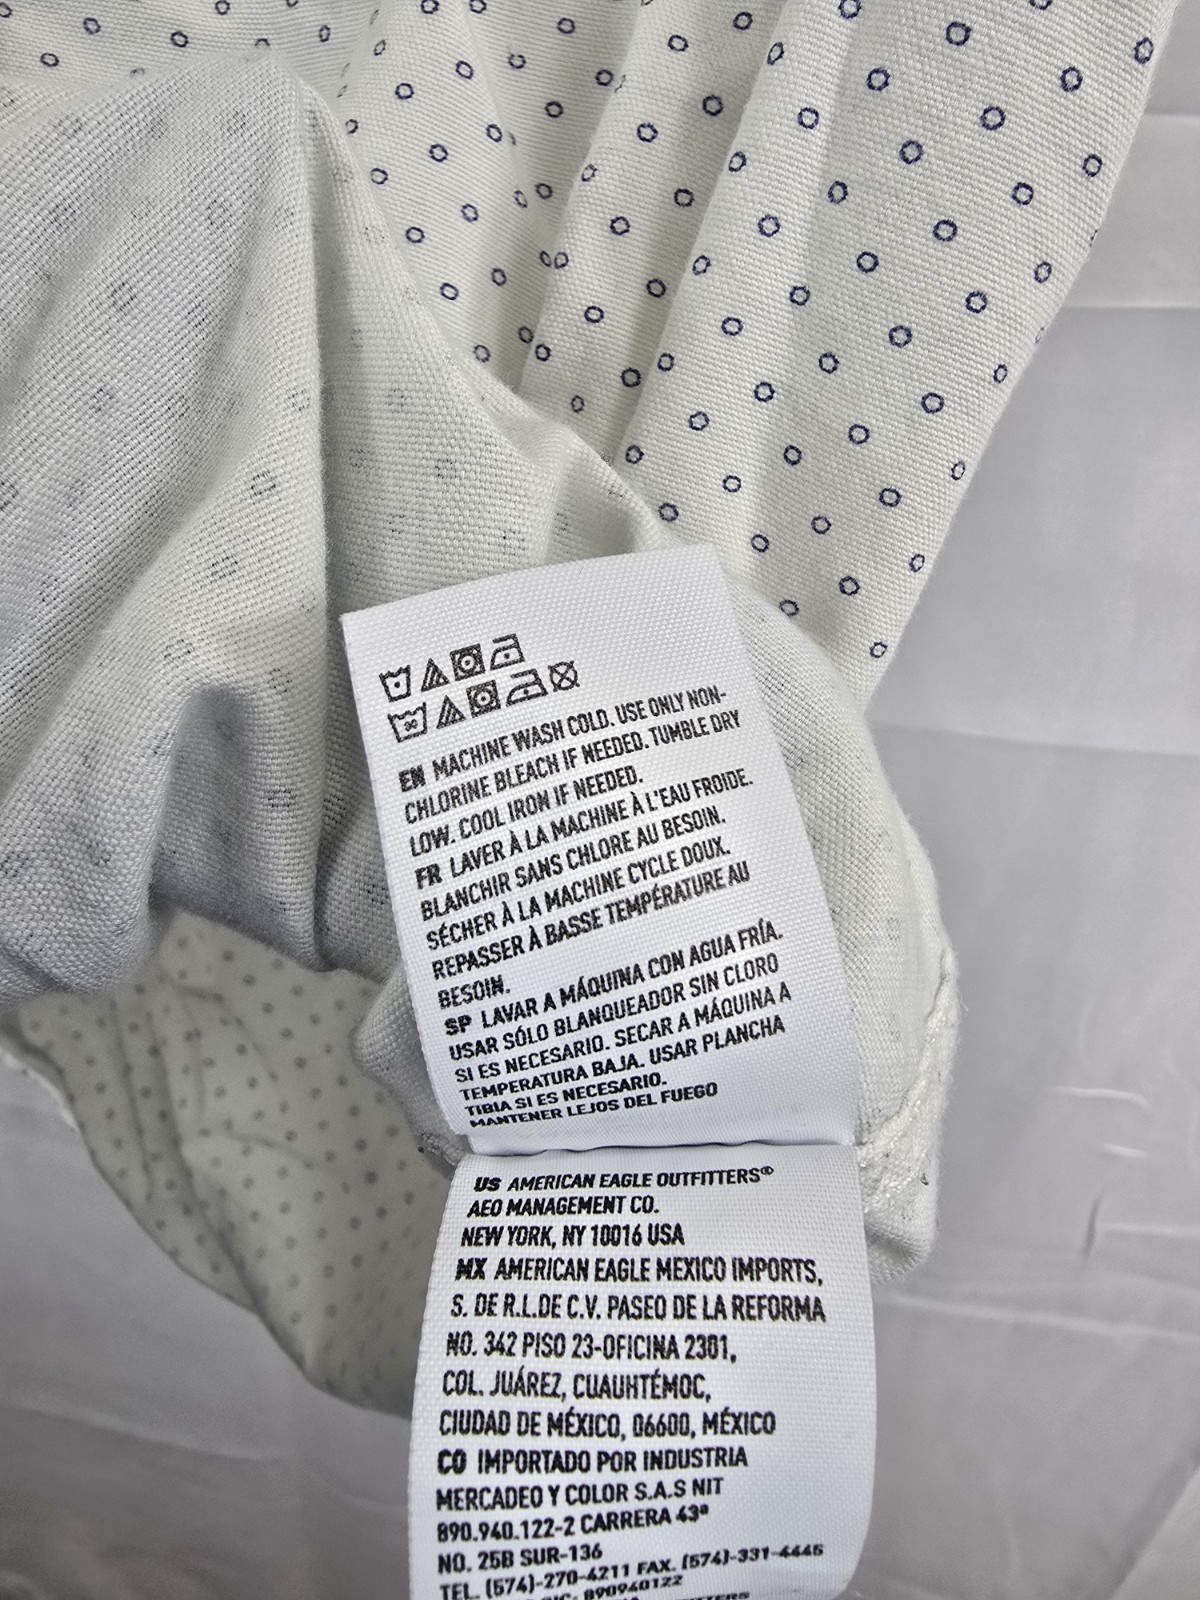 EN MACHINE WASH COLD. USE ONLY NON-
CHLORINE BLEACH IF NEEDED. TUMBLE DRY
LOW. COOL IRON IF NEEDED.
FR LAVER À LA MACHINE À L'EAU FROIDE.
BLANCHIR SANS CHLORE AU BESOIN.
SÉCHER À LA MACHINE CYCLE DOUX.
REPASSER À BASSE TEMPÉRATURE AU
BESOIN.
SP LAVAR A MÁQUINA CON AGUA FRÍA.
USAR SÓLO BLANQUEADOR SIN CLORO
SI ES NECESARIO. SECAR A MÁQUINA A
TEMPERATURA BAJA. USAR PLANCHA
TIBIA SI ES NECESARIO.
MANTENER LEJOS DEL FUEGO
US AMERICAN EAGLE OUTFITTERS®
AEO MANAGEMENT CO.
NEW YORK, NY 10016 USA
MX AMERICAN EAGLE MEXICO IMPORTS,
S. DE R.L.DE C.V. PASEO DE LA REFORMA
NO. 342 PISO 23-OFICINA 2301,
COL. JUÁREZ, CUAUHTÉMOC,
CIUDAD DE MÉXICO, 06600, MÉXICO
CO IMPORTADO POR INDUSTRIA
MERCADEO Y COLOR S.A.S NIT
890.940.122-2 CARRERA 43ª
NO. 25B SUR-136
TEL. (574)-270-4211 FAX. (574)-331-4445
890940122